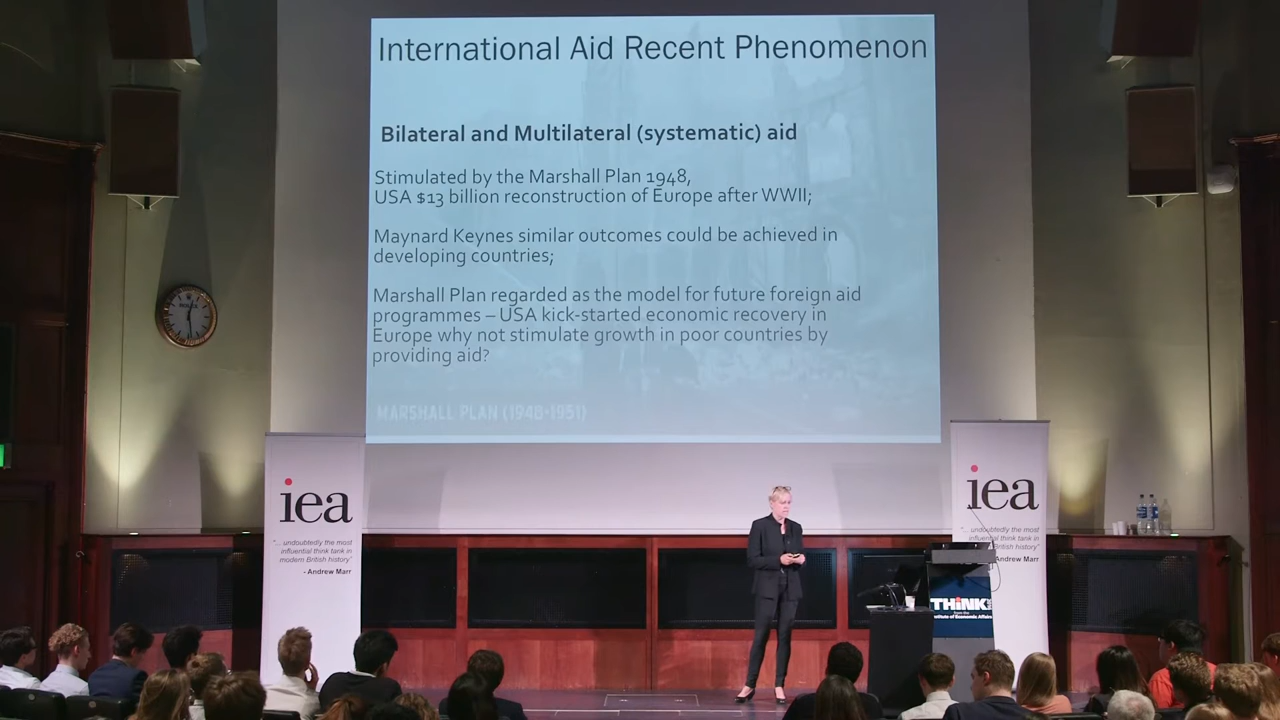 International Aid Recent Phenomenon
Bilateral and Multilateral (systematic) aid
Stimulated by the Marshall Plan 1948,
USA $13 billion reconstruction of Europe after WWII;
Maynard Keynes similar outcomes could be achieved in
developing countries;
Marshall Plan regarded as the model for future foreign aid
programmes – USA kick-started economic recovery in
Europe why not stimulate growth in poor countries by
providing aid?
MARSHALL PLAN (1948-1951)
iea
"... undoubtedly the most
influential think tank in
modern British history"
- Andrew Marr
iea
"... undoubtedly the most
influential think tank in
British history"
Andrew Marr
THiNK
Institute of Economic Affairs